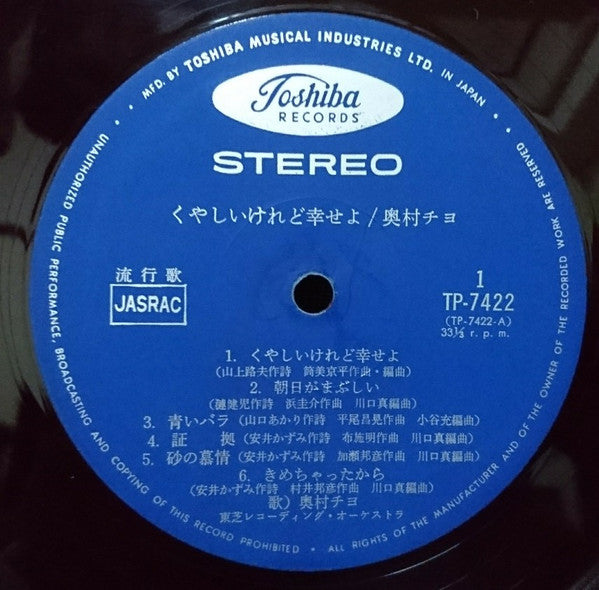 MFD. BY TOSHIBA MUSICAL INDUSTRIES LTD. IN JAPAN
Toshiba
RECORDS
STEREO
くやしいけれど幸せよ / 奥村チヨ
流行歌
JASRAC
1
TP-7422
(TP-7422-A)
33⅓ r. p. m.
1. くやしいけれど幸せよ
(山上路夫作詩 筒美京平作曲・編曲)
2. 朝日がまぶしい
(漣健児作詩 浜圭介作曲 川口真編曲)
3. 青いバラ (山口あかり作詩 平尾昌晃作曲 小谷充編曲)
4. 証 拠 (安井かずみ作詩 布施明作曲 川口真編曲)
5. 砂の慕情 (安井かずみ作詩 加瀬邦彦作曲 川口真編曲)
6. きめちゃったから
(安井かずみ作詩 村井邦彦作曲 川口真編曲)
歌) 奥村チヨ
東芝レコーディング・オーケストラ
UNAUTHORIZED PUBLIC PERFORMANCE, BROADCASTING AND COPYING OF THIS RECORD PROHIBITED • ALL RIGHTS OF THE MANUFACTURER AND OF THE OWNER OF THE RECORDED WORK ARE RESERVED